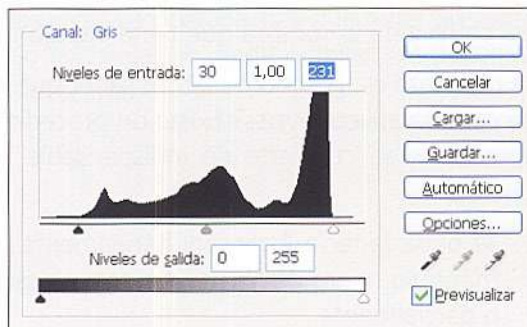 Canal: Gris
Niveles de entrada: 30 1,00 231
Niveles de salida: 0 255
OK
Cancelar
Cargar...
Guardar...
Automático
Opciones...
Previsualizar